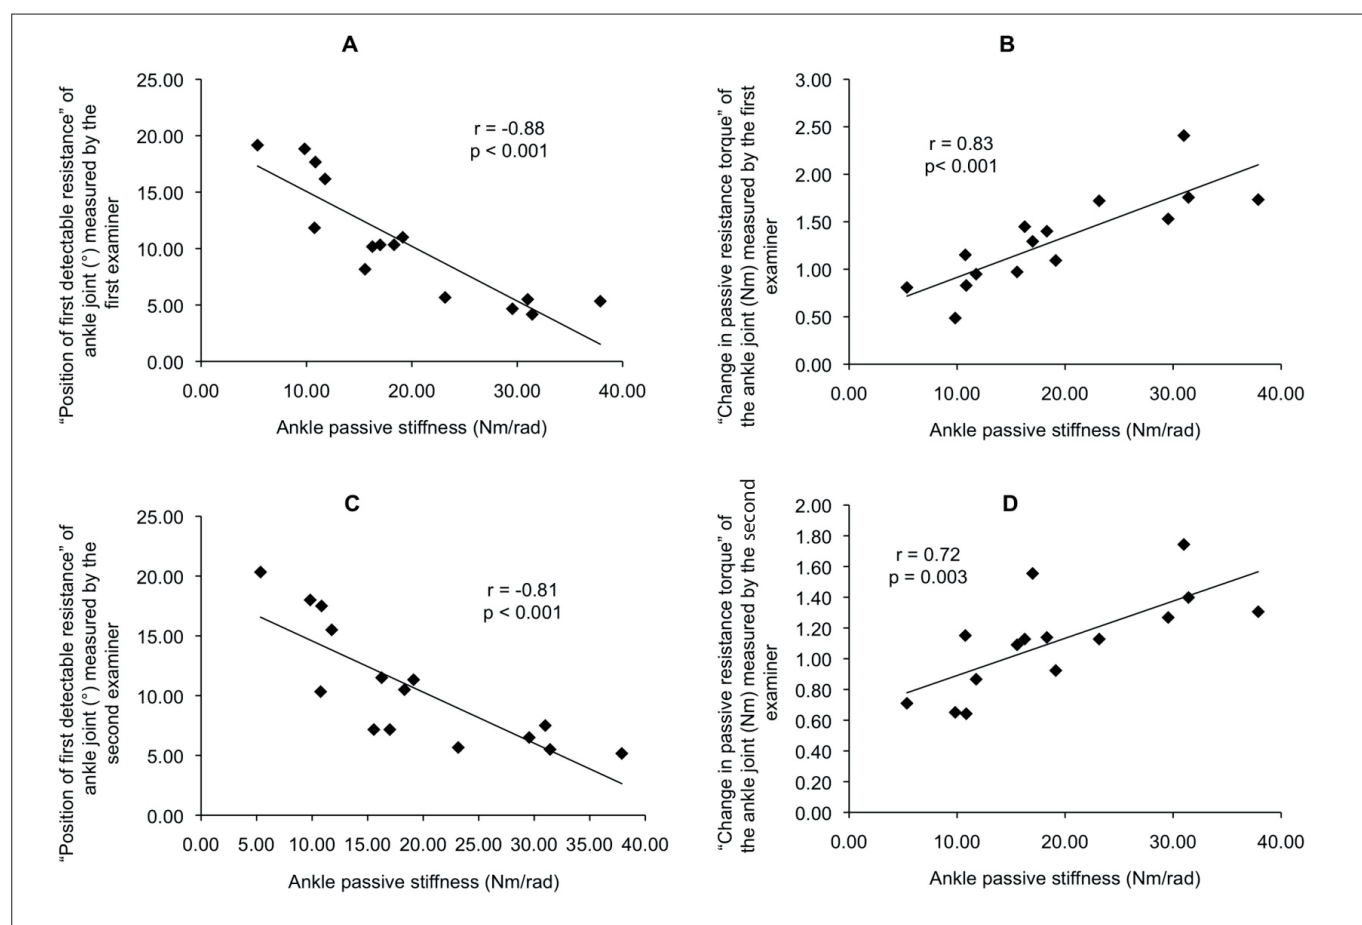 A
“Position of first detectable resistance” of
ankle joint (°) measured by the
first examiner
25.00
20.00
15.00
10.00
5.00
0.00
r = -0.88
p < 0.001
0.00 10.00 20.00 30.00 40.00
Ankle passive stiffness (Nm/rad)
B
“Change in passive resistance torque” of
the ankle joint (Nm) measured by the first
examiner
3.00
2.50
2.00
1.50
1.00
0.50
0.00
r = 0.83
p< 0.001
0.00 10.00 20.00 30.00 40.00
Ankle passive stiffness (Nm/rad)
C
“Position of first detectable resistance” of
ankle joint (°) measured by the
second examiner
25.00
20.00
15.00
10.00
5.00
0.00
r = -0.81
p < 0.001
0.00 5.00 10.00 15.00 20.00 25.00 30.00 35.00 40.00
Ankle passive stiffness (Nm/rad)
D
“Change in passive resistance torque” of
the ankle joint (Nm) measured by the second
examiner
2.00
1.80
1.60
1.40
1.20
1.00
0.80
0.60
0.40
0.20
0.00
r = 0.72
p = 0.003
0.00 10.00 20.00 30.00 40.00
Ankle passive stiffness (Nm/rad)